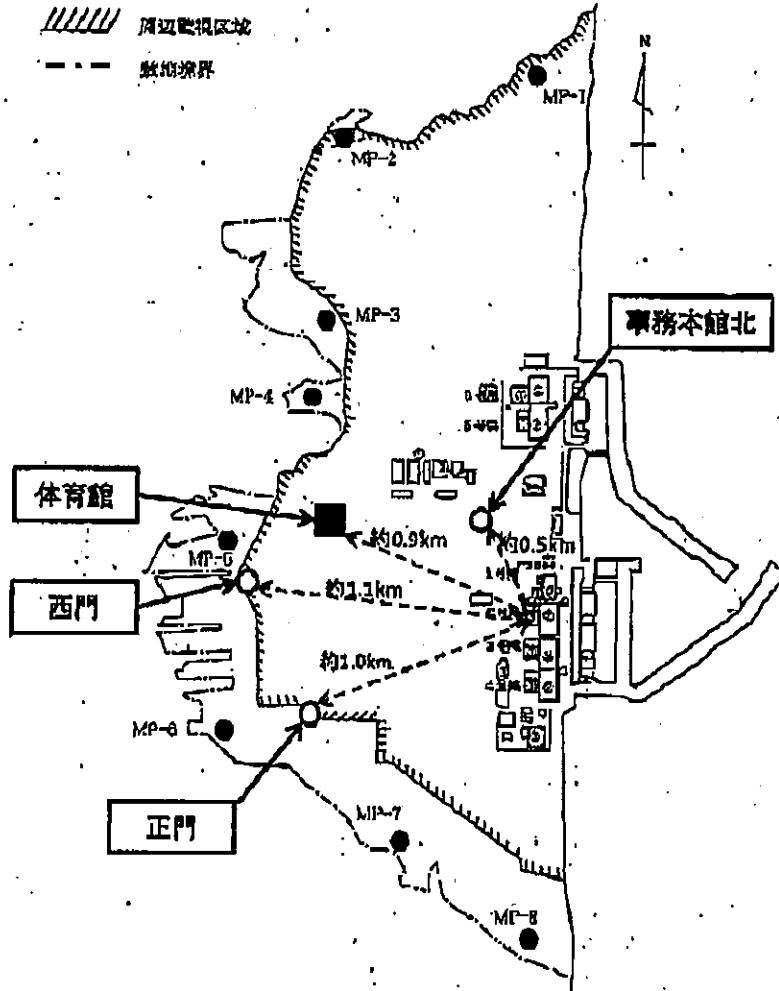 周辺監視区域
敷地境界
N
MP-1
MP-2
MP-3
事務本館北
MP-4
体育館
約0.9km
約0.5km
西門
約1.1km
約1.0km
正門
MP-7
MP-8